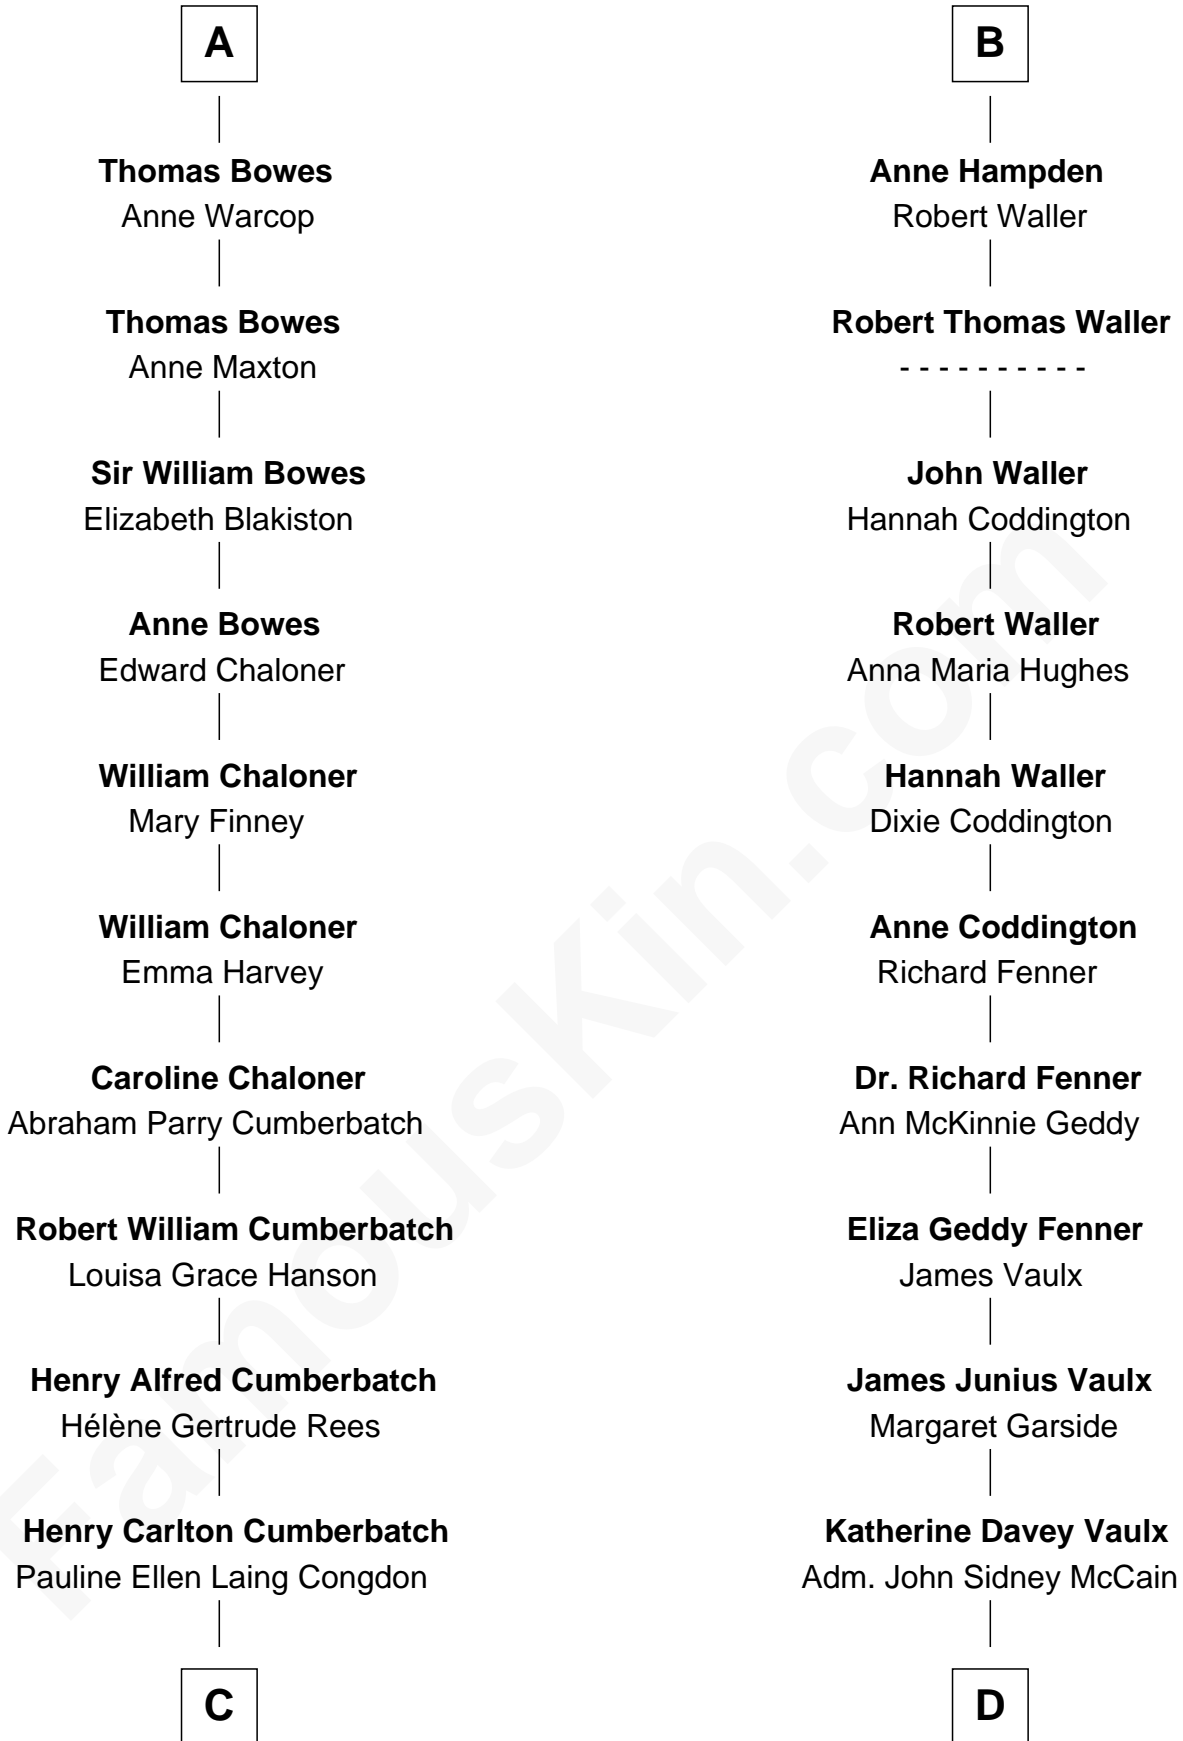 A
Thomas Bowes
Anne Warcop
Thomas Bowes
Anne Maxton
Sir William Bowes
Elizabeth Blakiston
Anne Bowes
Edward Chaloner
William Chaloner
Mary Finney
William Chaloner
Emma Harvey
Caroline Chaloner
Abraham Parry Cumberbatch
Robert William Cumberbatch
Louisa Grace Hanson
Henry Alfred Cumberbatch
Hélène Gertrude Rees
Henry Carlton Cumberbatch
Pauline Ellen Laing Congdon
C
B
Anne Hampden
Robert Waller
Robert Thomas Waller
- - - - - - - - - -
John Waller
Hannah Coddington
Robert Waller
Anna Maria Hughes
Hannah Waller
Dixie Coddington
Anne Coddington
Richard Fenner
Dr. Richard Fenner
Ann McKinnie Geddy
Eliza Geddy Fenner
James Vaulx
James Junius Vaulx
Margaret Garside
Katherine Davey Vaulx
Adm. John Sidney McCain
D
FamousKin.com